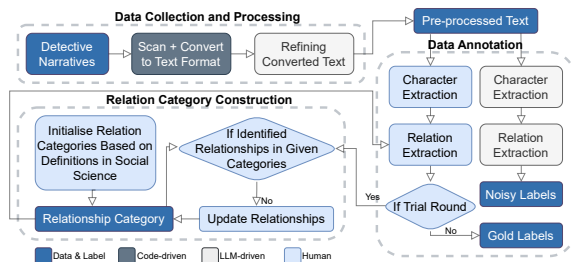 Data Collection and Processing
Detective
Narratives
Scan + Convert
to Text Format
Refining
Converted Text
Pre-processed Text
Data Annotation
Character
Extraction
Character
Extraction
Relation
Extraction
Relation
Extraction
If Trial Round
Yes
No
Noisy Labels
Gold Labels
Relation Category Construction
Initialise Relation
Categories Based on
Definitions in Social
Science
If Identified
Relationships in Given
Categories
No
Relationship Category
Update Relationships
Data & Label
Code-driven
LLM-driven
Human